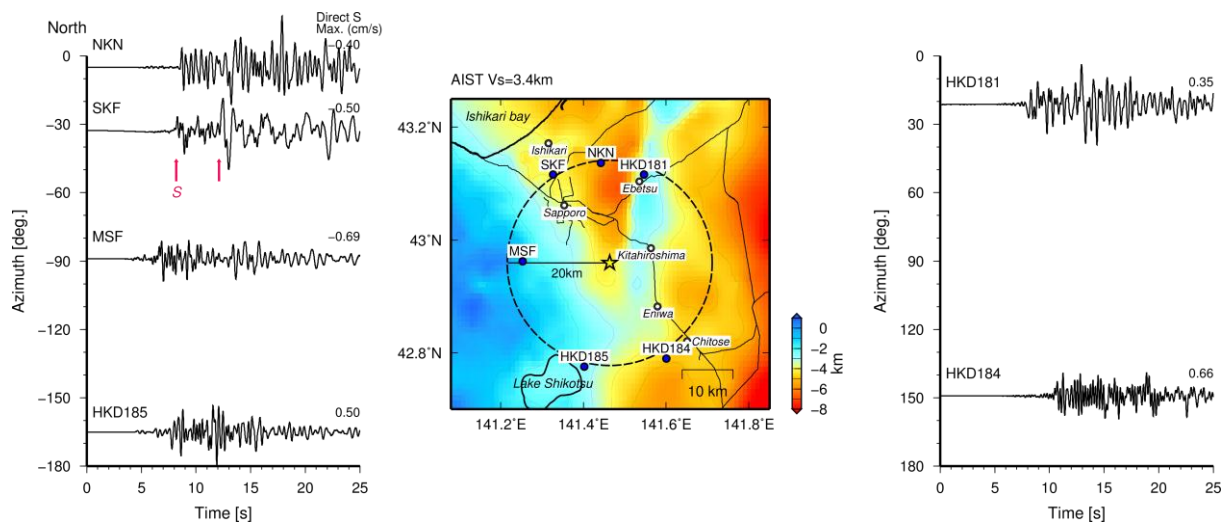 North
Direct S
Max. (cm/s)
NKN
−0.40
SKF
−0.50
S
MSF
−0.69
HKD185
0.50
0
−30
−60
−90
−120
−150
−180
Azimuth [deg.]
0 5 10 15 20 25
Time [s]
AIST Vs=3.4km
Ishikari bay
Ishikari
NKN
SKF
HKD181
Ebetsu
Sapporo
MSF
Kitahiroshima
20km
Eniwa
Chitose
HKD184
HKD185
Lake Shikotsu
10 km
43.2˚N
43˚N
42.8˚N
141.2˚E 141.4˚E 141.6˚E 141.8˚E
0
−2
−4
−6
−8
km
HKD181
0.35
HKD184
0.66
0
30
60
90
120
150
180
Azimuth [deg.]
0 5 10 15 20 25
Time [s]